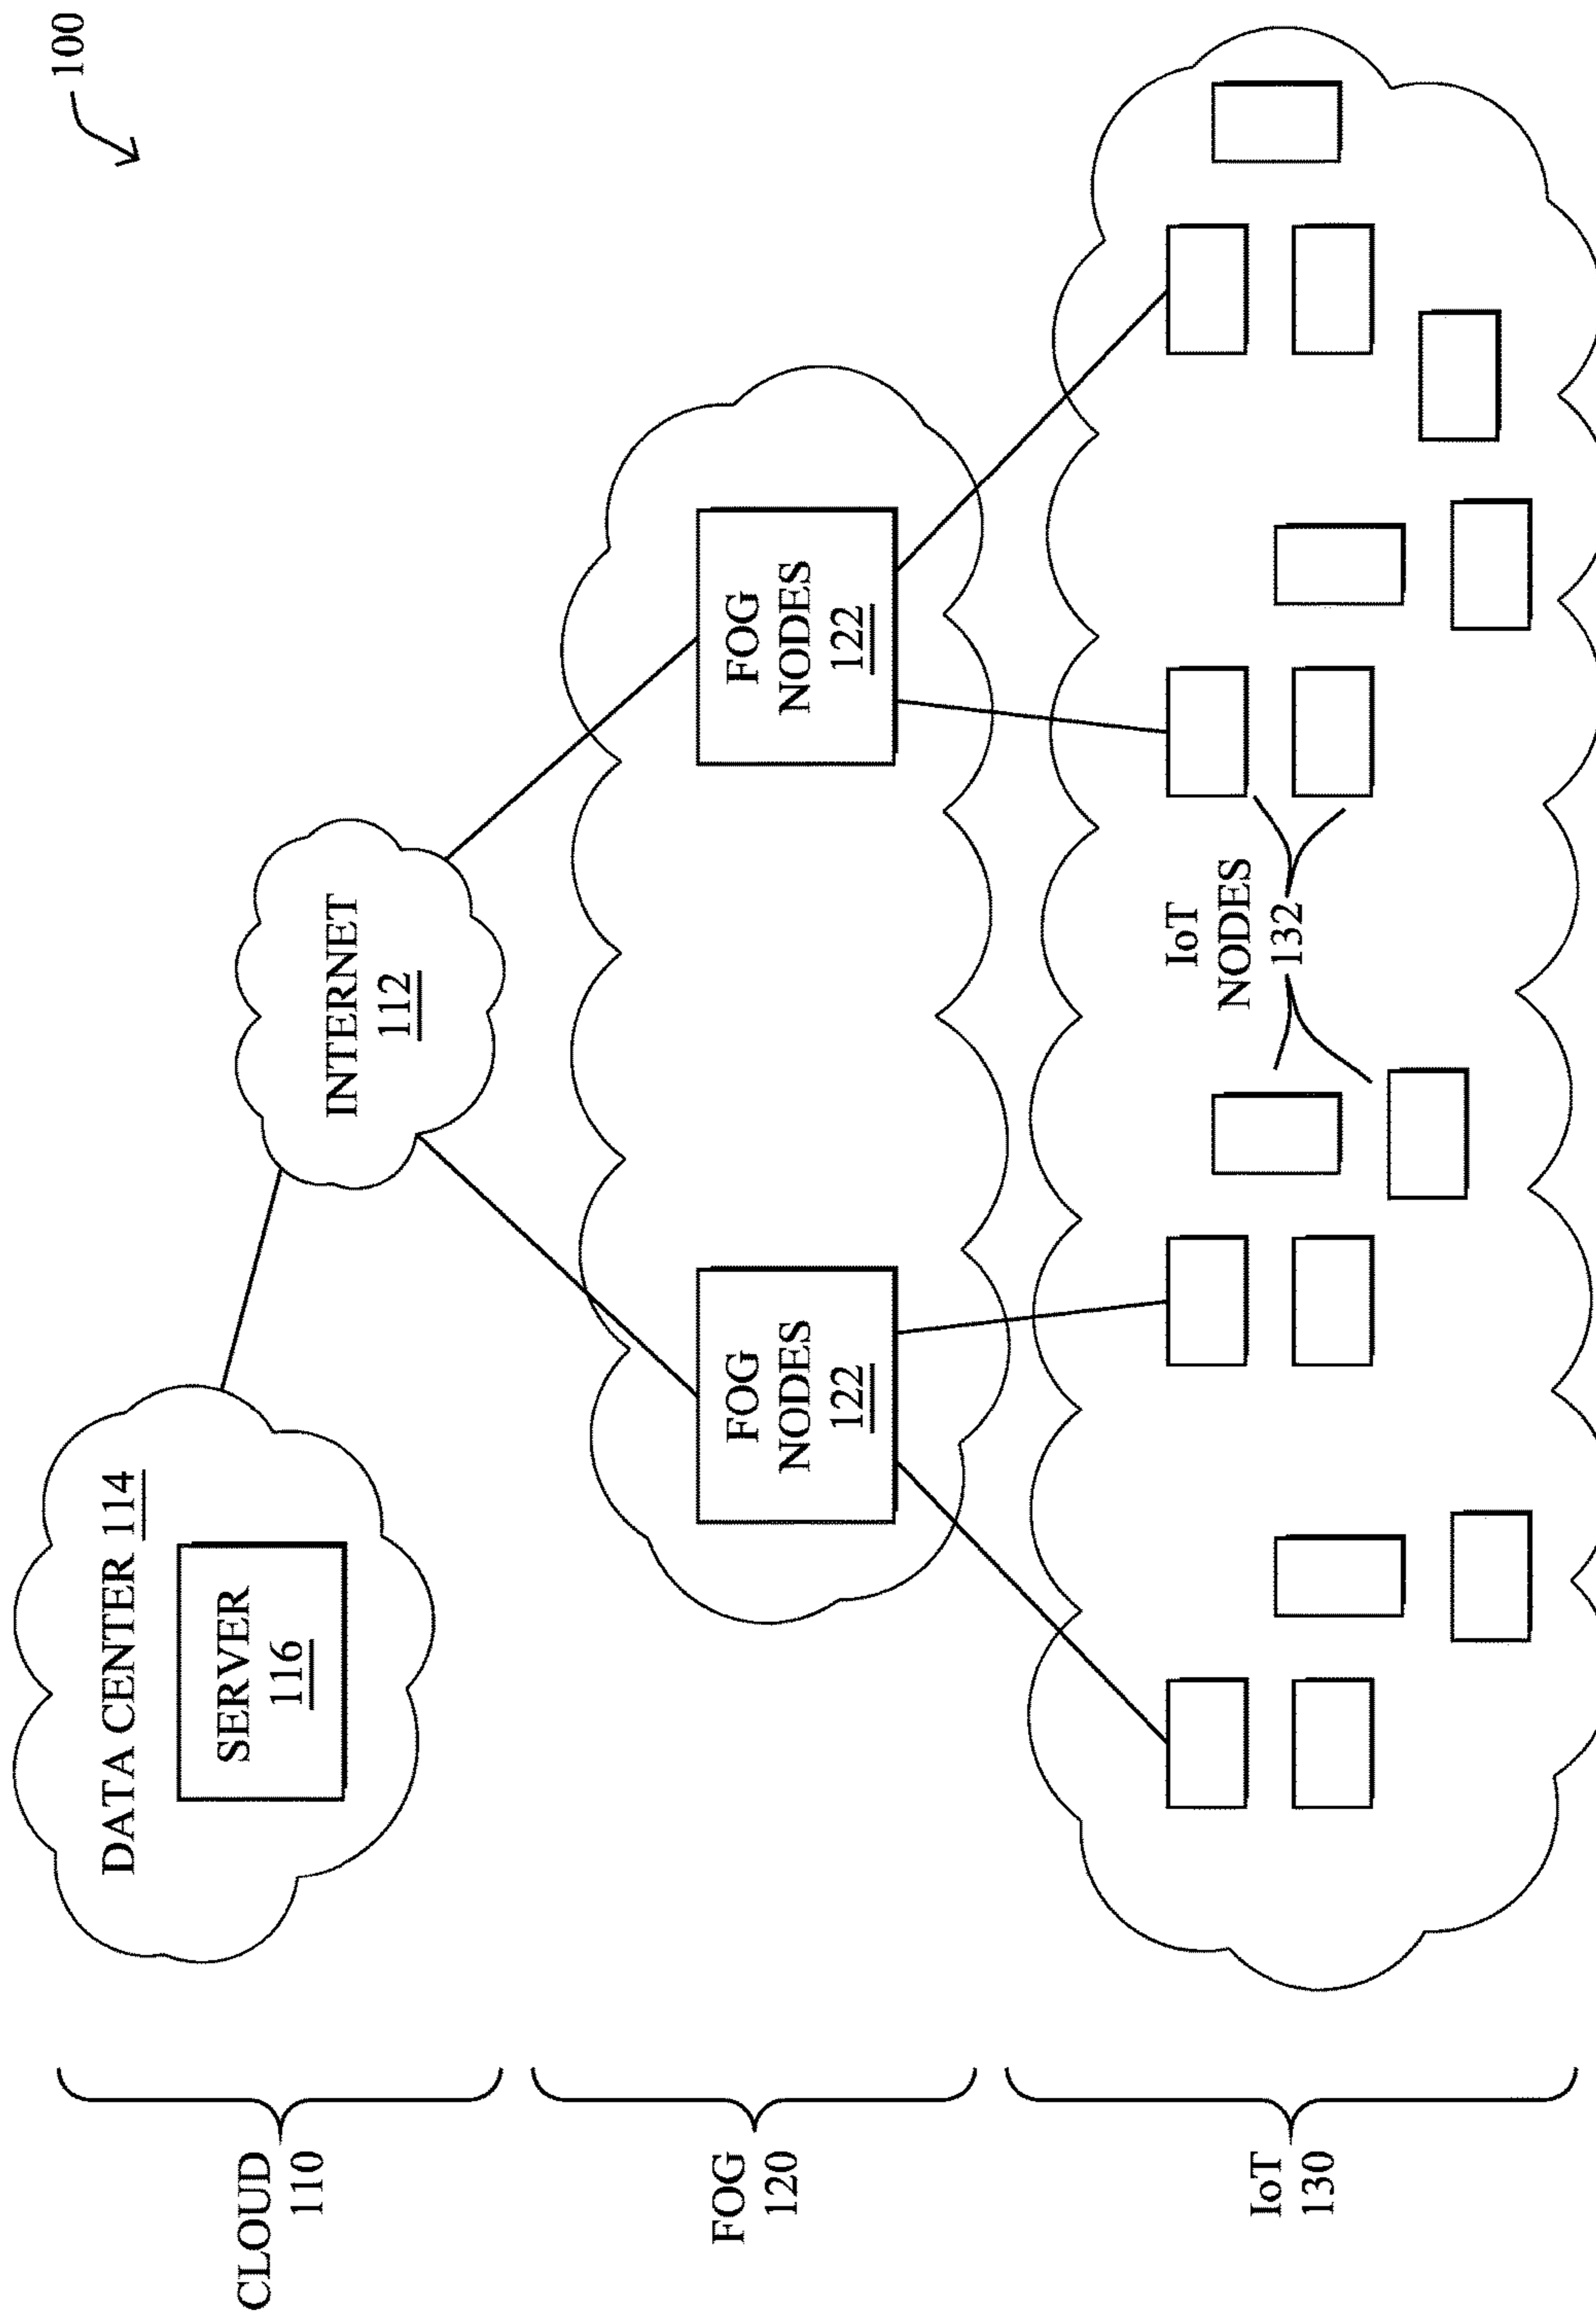 100
CLOUD
110
DATA CENTER 114
SERVER
116
INTERNET
112
FOG
120
FOG
NODES
122
FOG
NODES
122
IoT
130
IoT
NODES
132